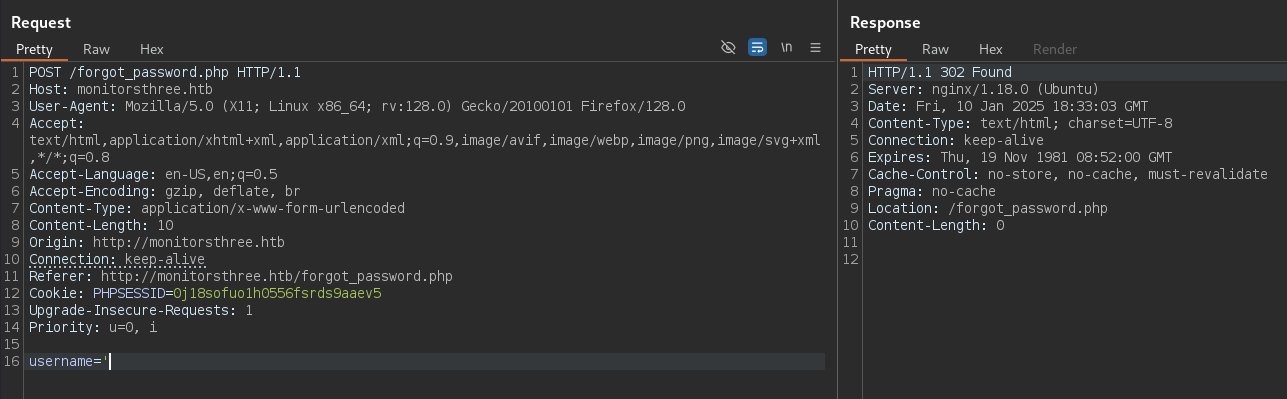 Request
Pretty Raw Hex
\n
1 POST /forgot_password.php HTTP/1.1
2 Host: monitorsthree.htb
3 User-Agent: Mozilla/5.0 (X11; Linux x86_64; rv:128.0) Gecko/20100101 Firefox/128.0
4 Accept:
text/html,application/xhtml+xml,application/xml;q=0.9,image/avif,image/webp,image/png,image/svg+xml
,*/*;q=0.8
5 Accept-Language: en-US,en;q=0.5
6 Accept-Encoding: gzip, deflate, br
7 Content-Type: application/x-www-form-urlencoded
8 Content-Length: 10
9 Origin: http://monitorsthree.htb
10 Connection: keep-alive
11 Referer: http://monitorsthree.htb/forgot_password.php
12 Cookie: PHPSESSID=0j18sofuo1h0556fsrds9aaev5
13 Upgrade-Insecure-Requests: 1
14 Priority: u=0, i
15
16 username='
Response
Pretty Raw Hex Render
1 HTTP/1.1 302 Found
2 Server: nginx/1.18.0 (Ubuntu)
3 Date: Fri, 10 Jan 2025 18:33:03 GMT
4 Content-Type: text/html; charset=UTF-8
5 Connection: keep-alive
6 Expires: Thu, 19 Nov 1981 08:52:00 GMT
7 Cache-Control: no-store, no-cache, must-revalidate
8 Pragma: no-cache
9 Location: /forgot_password.php
10 Content-Length: 0
11
12